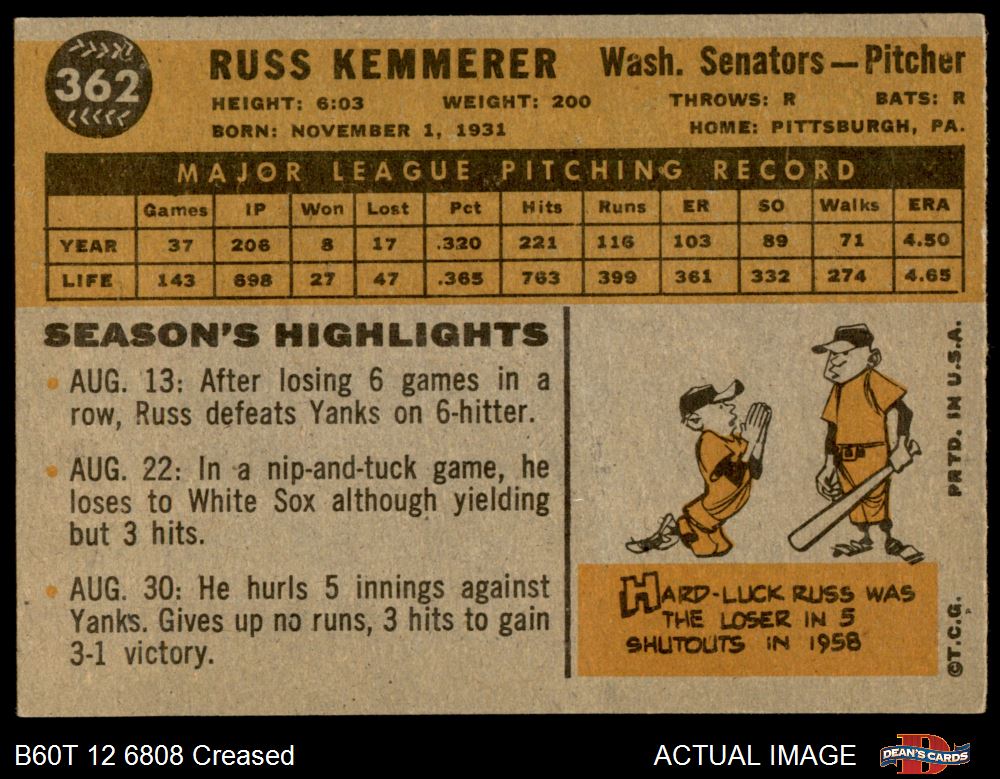 362
RUSS KEMMERER Wash. Senators—Pitcher
HEIGHT: 6:03 WEIGHT: 200 THROWS: R BATS: R
BORN: NOVEMBER 1, 1931 HOME: PITTSBURGH, PA.
MAJOR LEAGUE PITCHING RECORD
Games IP Won Lost Pct Hits Runs ER SO Walks ERA
YEAR 37 206 8 17 .320 221 116 103 89 71 4.50
LIFE 143 698 27 47 .365 763 399 361 332 274 4.65
SEASON'S HIGHLIGHTS
• AUG. 13: After losing 6 games in a
row, Russ defeats Yanks on 6-hitter.
• AUG. 22: In a nip-and-tuck game, he
loses to White Sox although yielding
but 3 hits.
• AUG. 30: He hurls 5 innings against
Yanks. Gives up no runs, 3 hits to gain
3-1 victory.
HARD-LUCK RUSS WAS
THE LOSER IN 5
SHUTOUTS IN 1958
©T.C.G. PRTD. IN U.S.A.
B60T 12 6808 Creased ACTUAL IMAGE DEAN'S CARDS